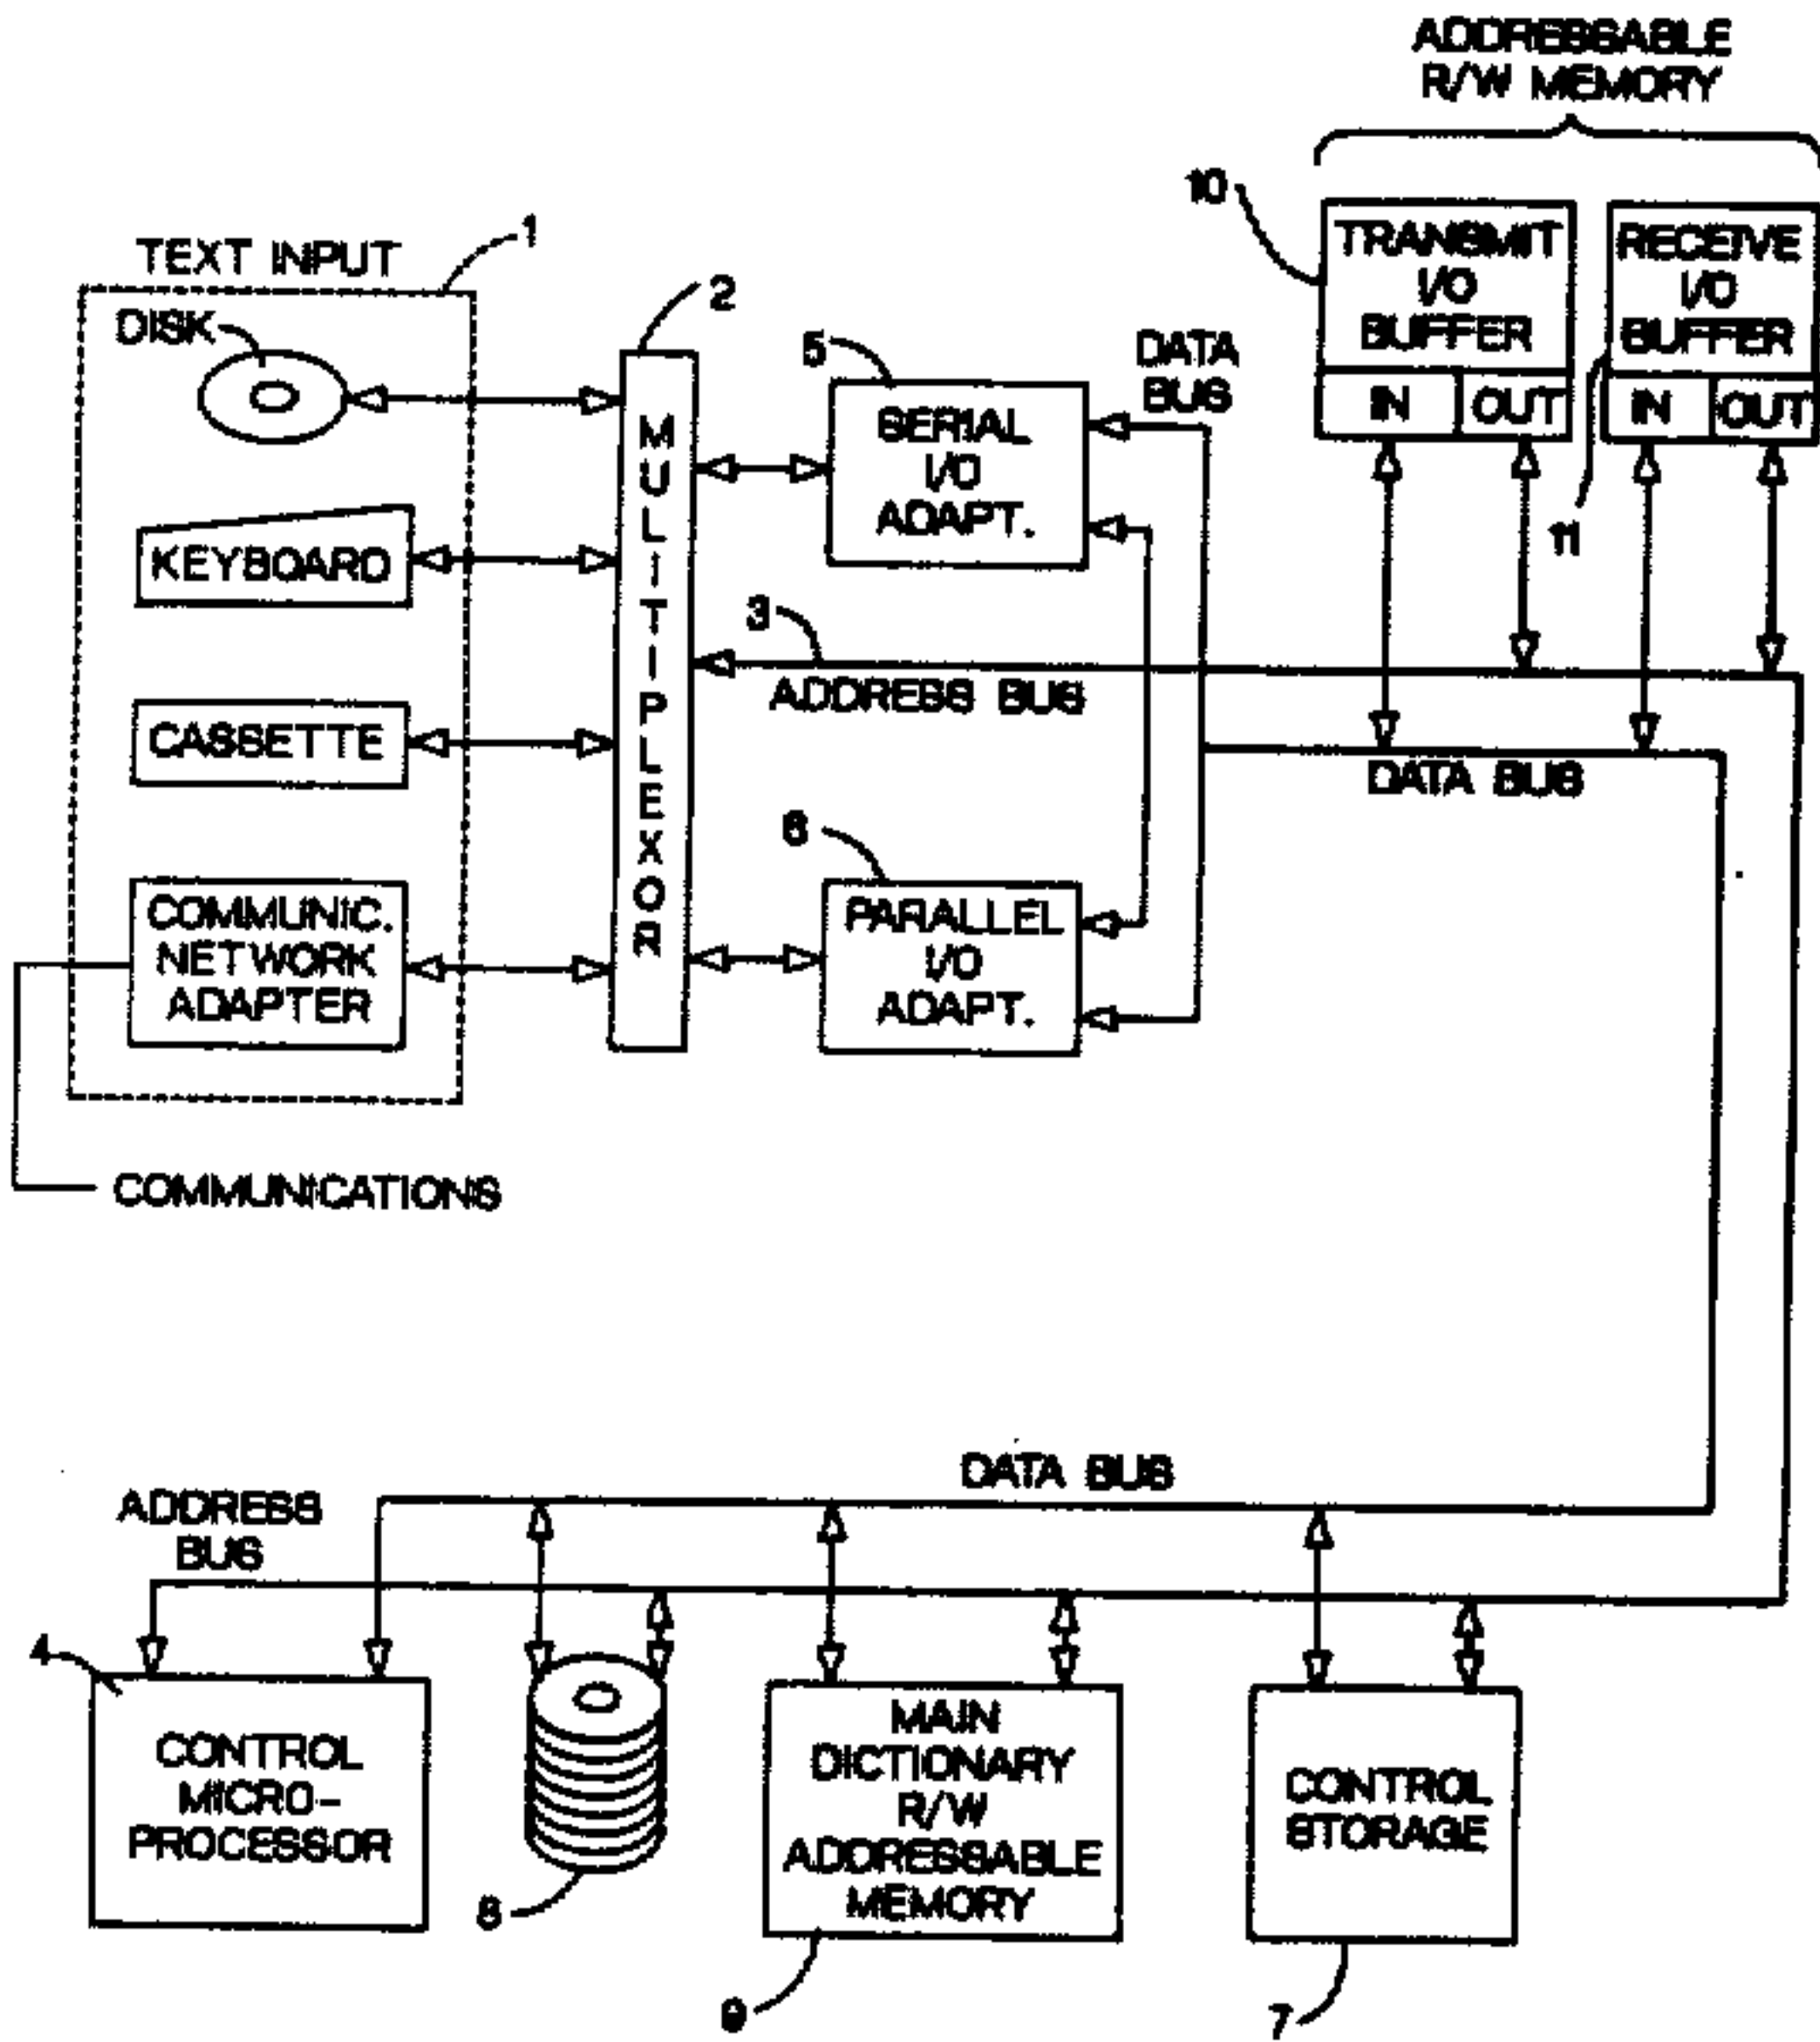 ADDRESSABLE
R/W MEMORY
10
TRANSMIT
I/O
BUFFER
IN
OUT
RECEIVE
I/O
BUFFER
IN
OUT
11
TEXT INPUT
1
DISK
KEYBOARD
CASSETTE
COMMUNIC.
NETWORK
ADAPTER
COMMUNICATIONS
2
MULITIPLEXOR
5
SERIAL
I/O
ADAPT.
DATA
BUS
3
ADDRESS BUS
DATA BUS
6
PARALLEL
I/O
ADAPT.
DATA BUS
ADDRESS
BUS
4
CONTROL
MICRO-
PROCESSOR
8
MAIN
DICTIONARY
R/W
ADDRESSABLE
MEMORY
9
CONTROL
STORAGE
7